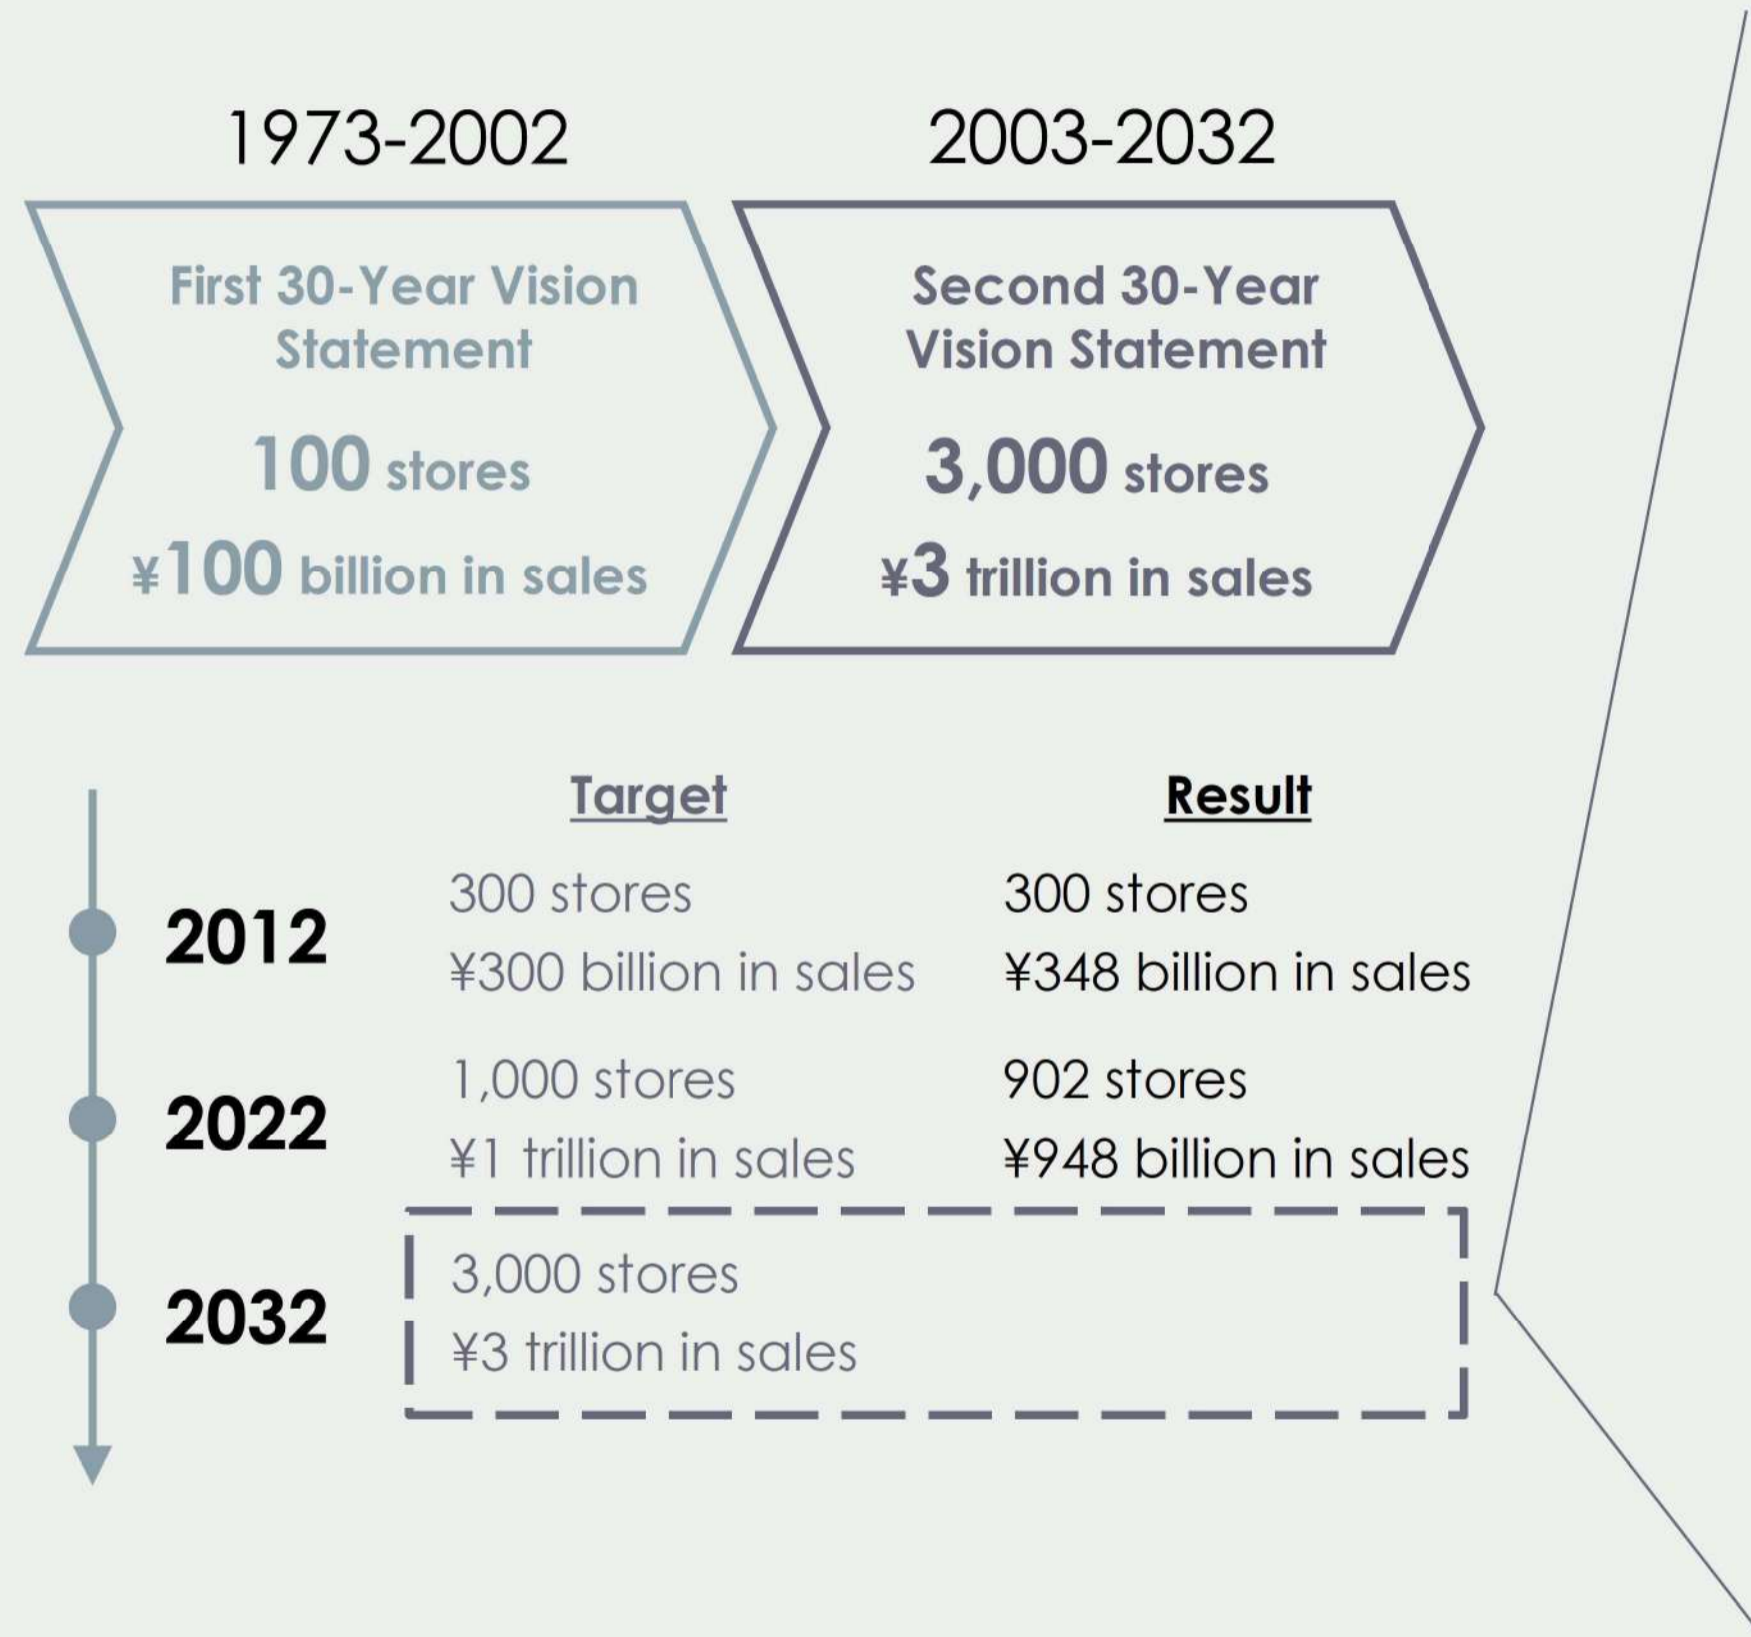 1973-2002
First 30-Year Vision
Statement
100 stores
¥100 billion in sales
2003-2032
Second 30-Year
Vision Statement
3,000 stores
¥3 trillion in sales
Target
Result
2012
300 stores
¥300 billion in sales
300 stores
¥348 billion in sales
2022
1,000 stores
¥1 trillion in sales
902 stores
¥948 billion in sales
2032
3,000 stores
¥3 trillion in sales